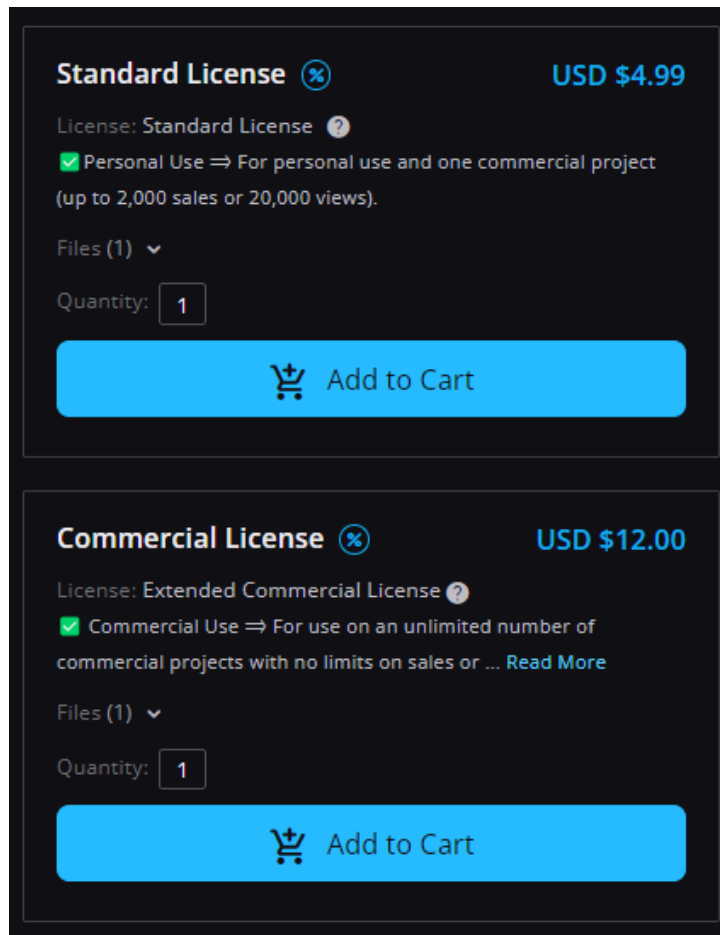 Standard License
USD $4.99
License: Standard License
✅ Personal Use ⇒ For personal use and one commercial project
(up to 2,000 sales or 20,000 views).
Files (1)
Quantity: 1
Add to Cart
Commercial License
USD $12.00
License: Extended Commercial License
✅ Commercial Use ⇒ For use on an unlimited number of
commercial projects with no limits on sales or ... Read More
Files (1)
Quantity: 1
Add to Cart